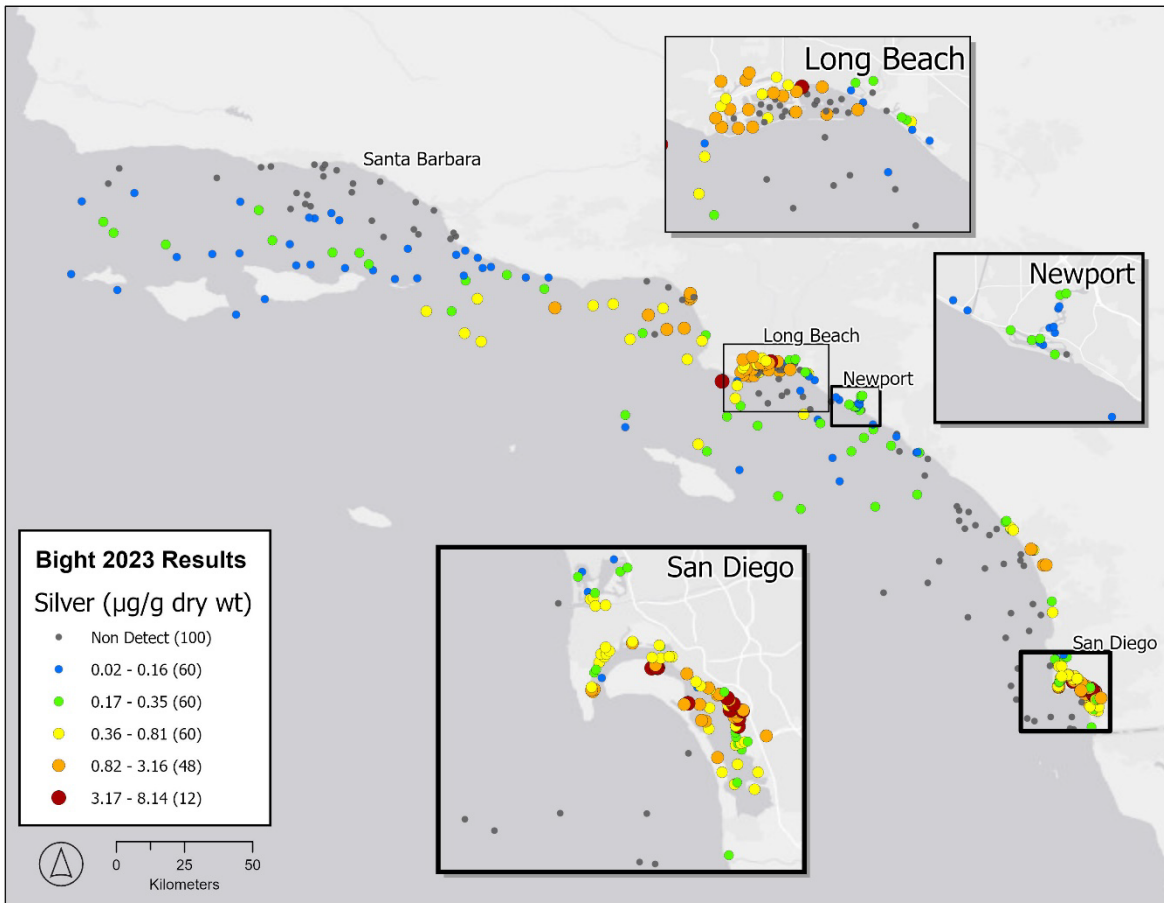 Long Beach
Santa Barbara
Newport
Long Beach
Newport
Bight 2023 Results
Silver (µg/g dry wt)
Non Detect (100)
0.02 - 0.16 (60)
0.17 - 0.35 (60)
0.36 - 0.81 (60)
0.82 - 3.16 (48)
3.17 - 8.14 (12)
San Diego
San Diego
0 25 50
Kilometers